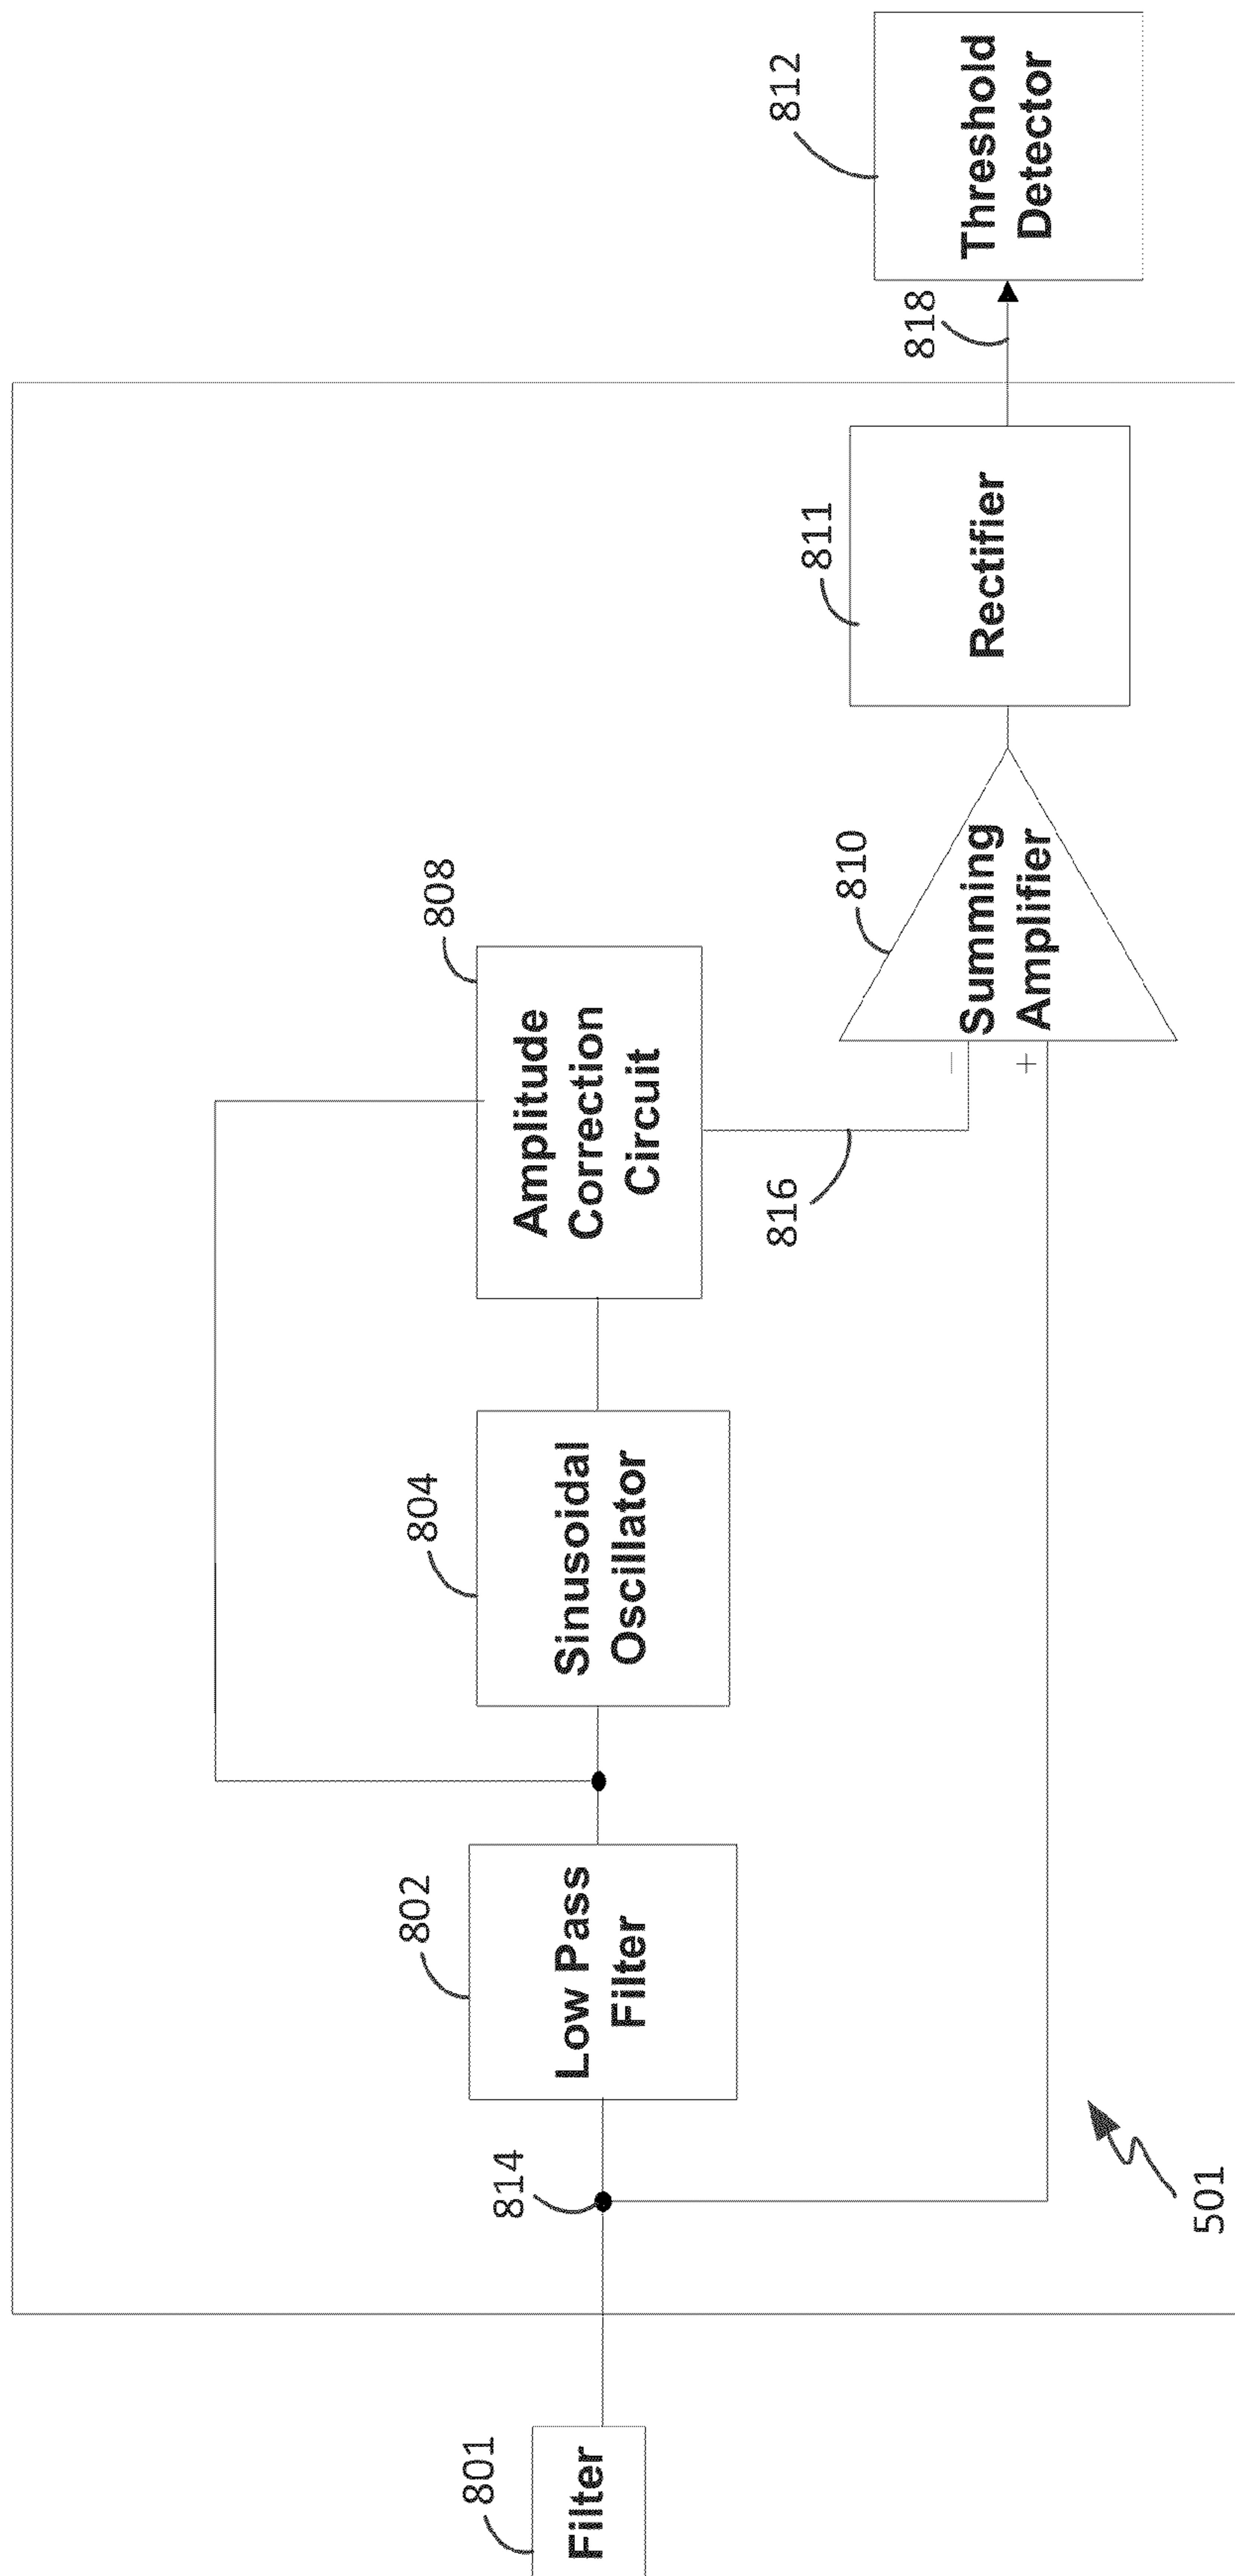 801
Filter
814
802
Low Pass
Filter
804
Sinusoidal
Oscillator
808
Amplitude
Correction
Circuit
816
−
+
810
Summing
Amplifier
811
Rectifier
818
812
Threshold
Detector
501